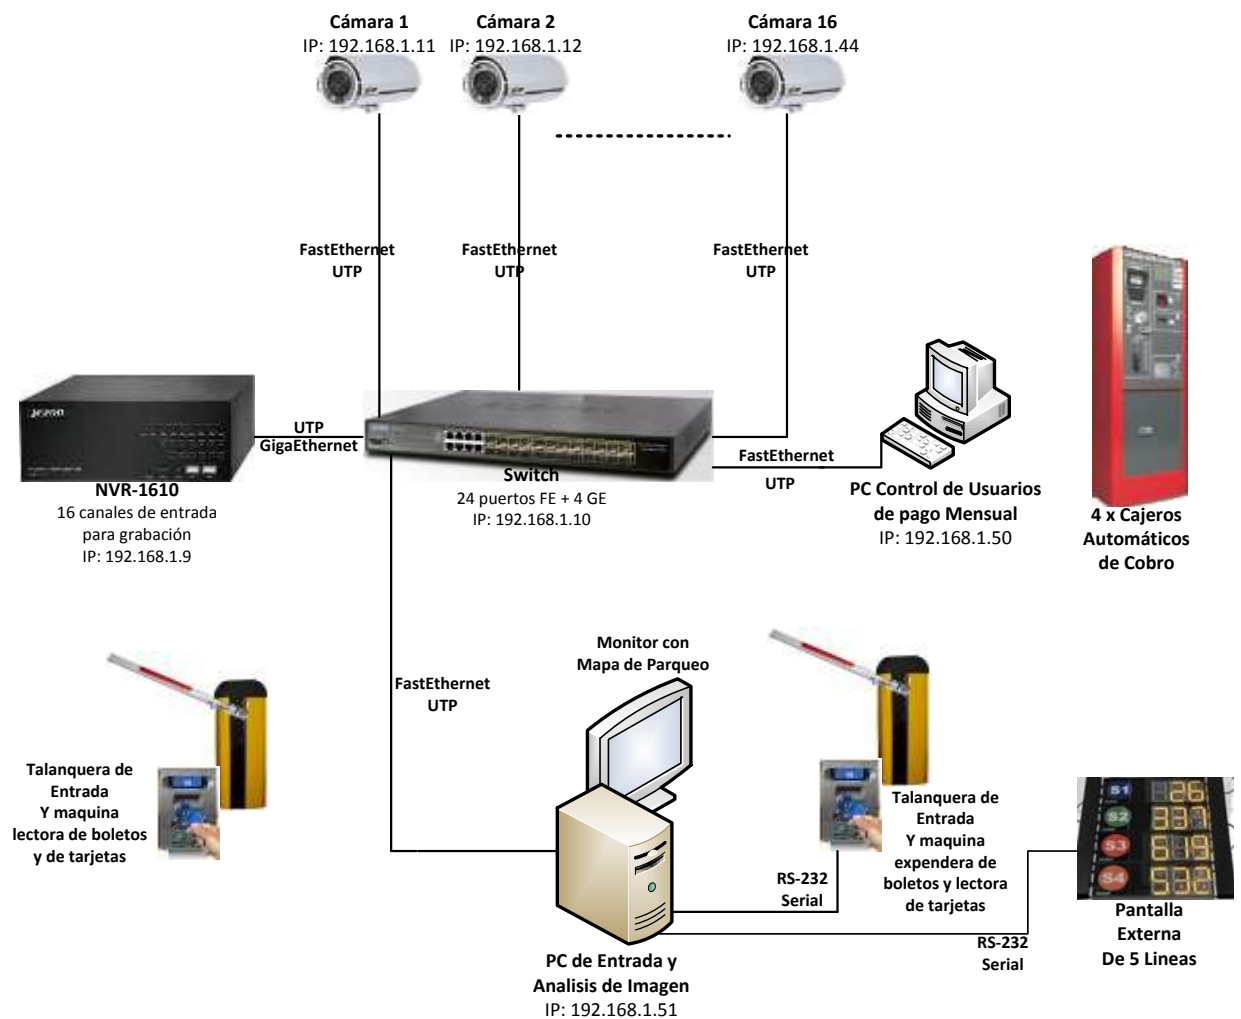 Cámara 1
IP: 192.168.1.11
Cámara 2
IP: 192.168.1.12
Cámara 16
IP: 192.168.1.44
FastEthernet
UTP
FastEthernet
UTP
FastEthernet
UTP
UTP
GigaEthernet
NVR-1610
16 canales de entrada
para grabación
IP: 192.168.1.9
Switch
24 puertos FE + 4 GE
IP: 192.168.1.10
FastEthernet
UTP
PC Control de Usuarios
de pago Mensual
IP: 192.168.1.50
4 x Cajeros
Automáticos
de Cobro
Talanquera de
Entrada
Y maquina
lectora de boletos
y de tarjetas
FastEthernet
UTP
Monitor con
Mapa de Parqueo
PC de Entrada y
Analisis de Imagen
IP: 192.168.1.51
RS-232
Serial
Talanquera de
Entrada
Y maquina
expendera de
boletos y lectora
de tarjetas
RS-232
Serial
S1 26
S2
S3
S4
Pantalla
Externa
De 5 Lineas